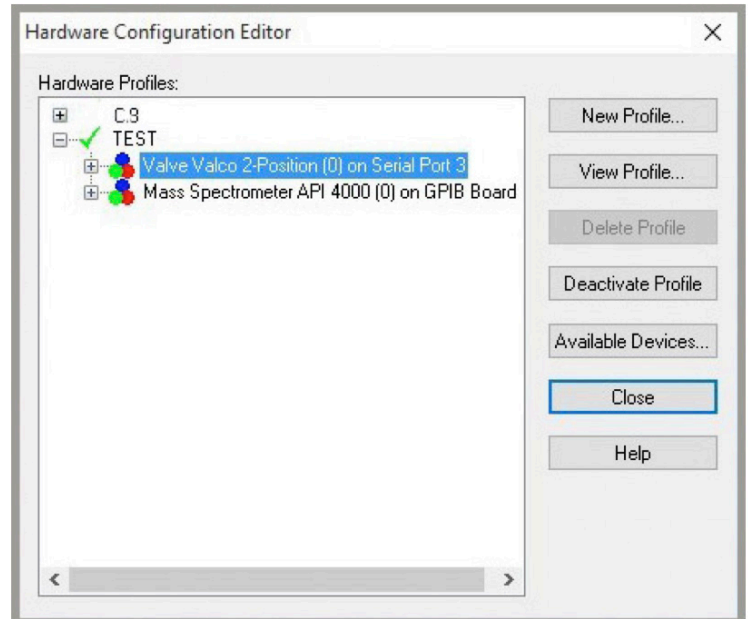 Hardware Configuration Editor
Hardware Profiles:
C.9
TEST
Valve Valco 2-Position (0) on Serial Port 3
Mass Spectrometer API 4000 (0) on GPIB Board
New Profile...
View Profile...
Delete Profile
Deactivate Profile
Available Devices...
Close
Help